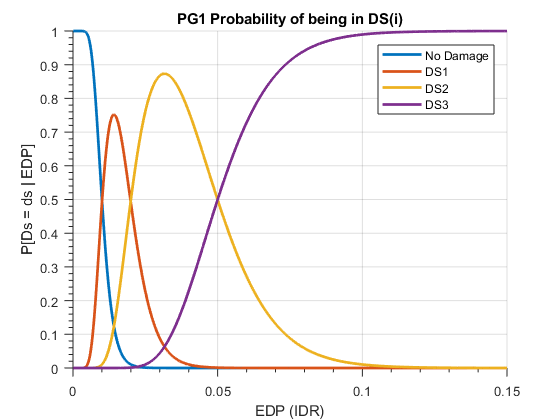 PG1 Probability of being in DS(i)
1
0.9
0.8
0.7
0.6
0.5
0.4
0.3
0.2
0.1
0
P[Ds = ds | EDP]
No Damage
DS1
DS2
DS3
0 0.05 0.1 0.15
EDP (IDR)